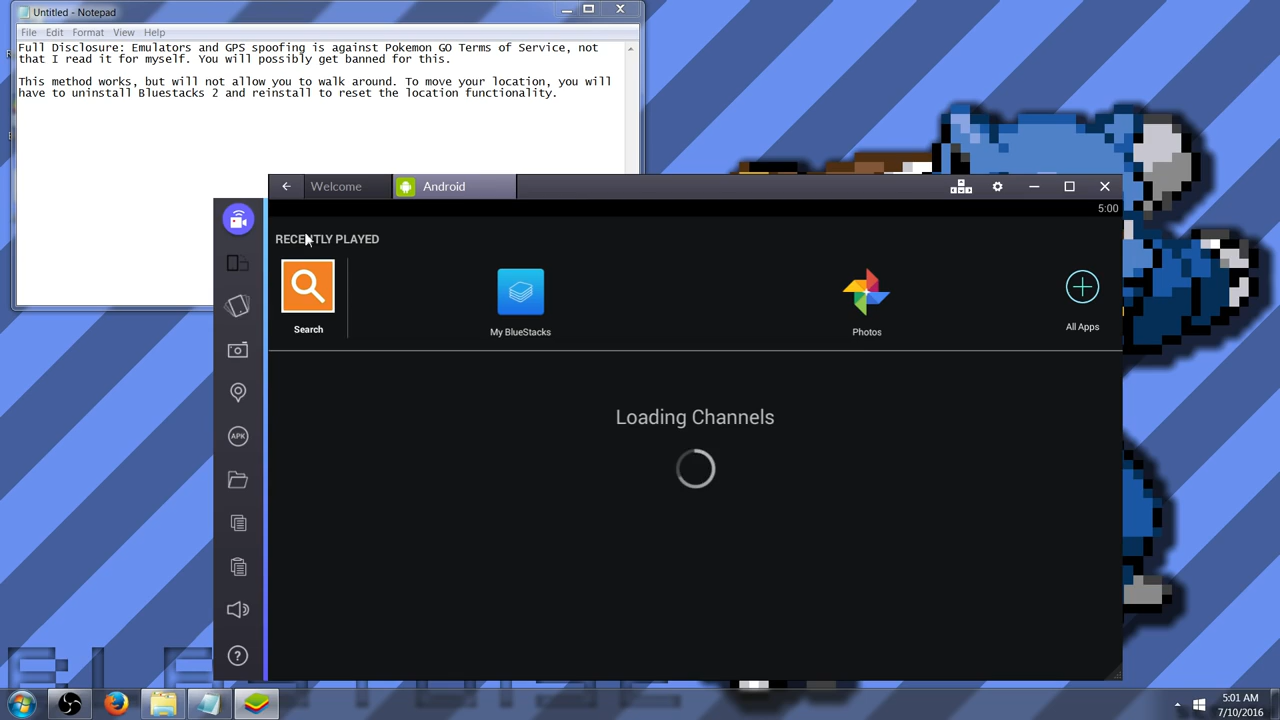 Untitled - Notepad
File Edit Format View Help
Full Disclosure: Emulators and GPS spoofing is against Pokemon GO Terms of Service, not
that I read it for myself. You will possibly get banned for this.
This method works, but will not allow you to walk around. To move your location, you will
have to uninstall Bluestacks 2 and reinstall to reset the location functionality.
Welcome Android
5:00
RECENTLY PLAYED
Search
My BlueStacks
Photos
All Apps
Loading Channels
APK
?
5:01 AM
7/10/2016